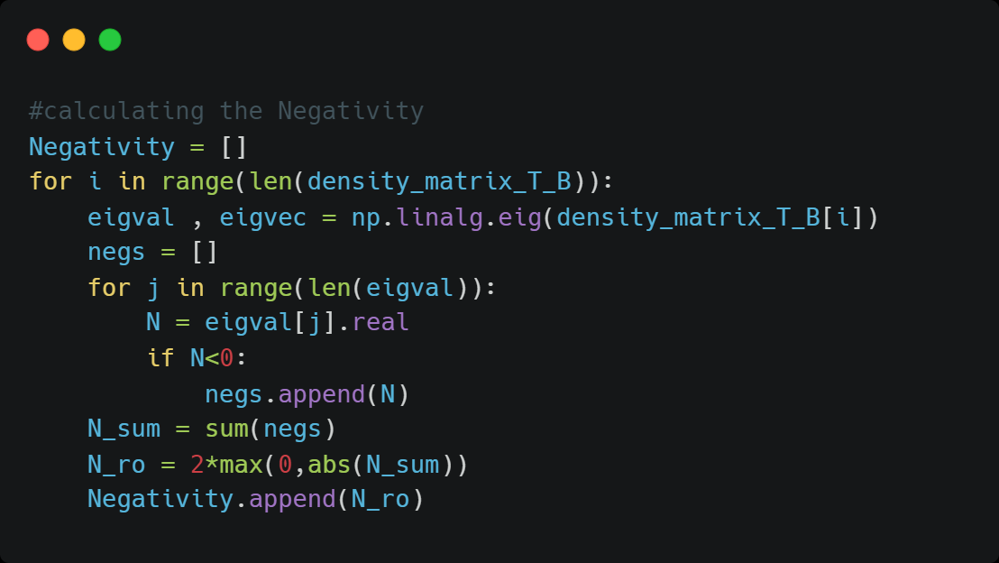 #calculating the Negativity
Negativity = []
for i in range(len(density_matrix_T_B)):
    eigval , eigvec = np.linalg.eig(density_matrix_T_B[i])
    negs = []
    for j in range(len(eigval)):
        N = eigval[j].real
        if N<0:
            negs.append(N)
    N_sum = sum(negs)
    N_ro = 2*max(0,abs(N_sum))
    Negativity.append(N_ro)